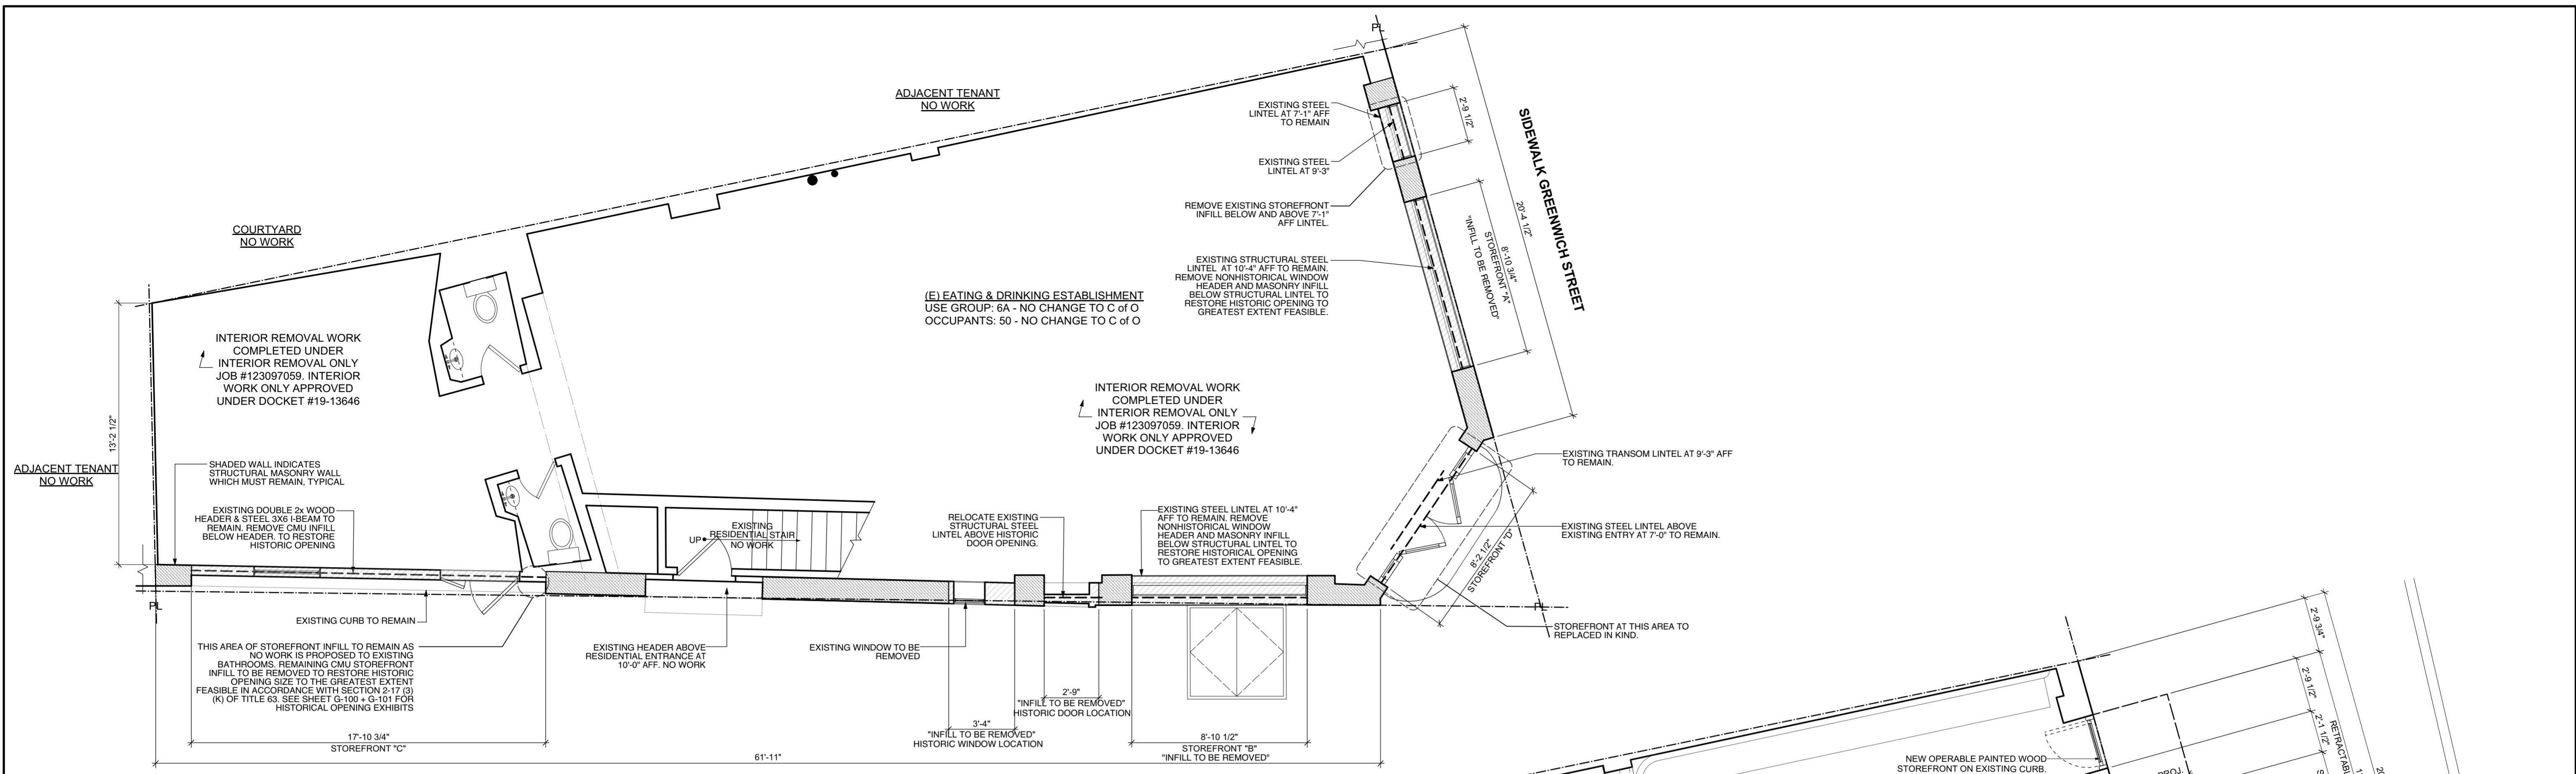 PL
ADJACENT TENANT
NO WORK
COURTYARD
NO WORK
EXISTING STEEL
LINTEL AT 7'-1" AFF
TO REMAIN
EXISTING STEEL
LINTEL AT 9'-3"
REMOVE EXISTING STOREFRONT
INFILL BELOW AND ABOVE 7'-1"
AFF LINTEL.
EXISTING STRUCTURAL STEEL
LINTEL AT 10'-4" AFF TO REMAIN.
REMOVE NONHISTORICAL WINDOW
HEADER AND MASONRY INFILL
BELOW STRUCTURAL LINTEL TO
RESTORE HISTORIC OPENING TO
GREATEST EXTENT FEASIBLE.
2'-9 1/2"
SIDEWALK GREENWICH STREET
20'-4 1/2"
8'-10 3/4"
STOREFRONT "A"
"INFILL TO BE REMOVED"
(E) EATING & DRINKING ESTABLISHMENT
USE GROUP: 6A - NO CHANGE TO C of O
OCCUPANTS: 50 - NO CHANGE TO C of O
INTERIOR REMOVAL WORK
COMPLETED UNDER
INTERIOR REMOVAL ONLY
JOB #123097059. INTERIOR
WORK ONLY APPROVED
UNDER DOCKET #19-13646
INTERIOR REMOVAL WORK
COMPLETED UNDER
INTERIOR REMOVAL ONLY
JOB #123097059. INTERIOR
WORK ONLY APPROVED
UNDER DOCKET #19-13646
13'-2 1/2"
ADJACENT TENANT
NO WORK
SHADED WALL INDICATES
STRUCTURAL MASONRY WALL
WHICH MUST REMAIN, TYPICAL
EXISTING DOUBLE 2x WOOD
HEADER & STEEL 3X6 I-BEAM TO
REMAIN. REMOVE CMU INFILL
BELOW HEADER. TO RESTORE
HISTORIC OPENING
UP
EXISTING
RESIDENTIAL STAIR
NO WORK
RELOCATE EXISTING
STRUCTURAL STEEL
LINTEL ABOVE HISTORIC
DOOR OPENING.
EXISTING STEEL LINTEL AT 10'-4"
AFF TO REMAIN. REMOVE
NONHISTORICAL WINDOW
HEADER AND MASONRY INFILL
BELOW STRUCTURAL LINTEL TO
RESTORE HISTORICAL OPENING
TO GREATEST EXTENT FEASIBLE.
EXISTING TRANSOM LINTEL AT 9'-3" AFF
TO REMAIN.
EXISTING STEEL LINTEL ABOVE
EXISTING ENTRY AT 7'-0" TO REMAIN.
8'-2 1/2"
STOREFRONT "D"
PL
PL
STOREFRONT AT THIS AREA TO
REPLACED IN KIND.
EXISTING CURB TO REMAIN
THIS AREA OF STOREFRONT INFILL TO REMAIN AS
NO WORK IS PROPOSED TO EXISTING
BATHROOMS. REMAINING CMU STOREFRONT
INFILL TO BE REMOVED TO RESTORE HISTORIC
OPENING SIZE TO THE GREATEST EXTENT
FEASIBLE IN ACCORDANCE WITH SECTION 2-17 (3)
(K) OF TITLE 63. SEE SHEET G-100 + G-101 FOR
HISTORICAL OPENING EXHIBITS
EXISTING HEADER ABOVE
RESIDENTIAL ENTRANCE AT
10'-0" AFF. NO WORK
EXISTING WINDOW TO BE
REMOVED
2'-9"
"INFILL TO BE REMOVED"
HISTORIC DOOR LOCATION
3'-4"
"INFILL TO BE REMOVED"
HISTORIC WINDOW LOCATION
17'-10 3/4"
STOREFRONT "C"
8'-10 1/2"
STOREFRONT "B"
"INFILL TO BE REMOVED"
61'-11"
2'-9 3/4"
2'-9 1/2"
2'-1 1/2"
NEW OPERABLE PAINTED WOOD
STOREFRONT ON EXISTING CURB.
PROJ.